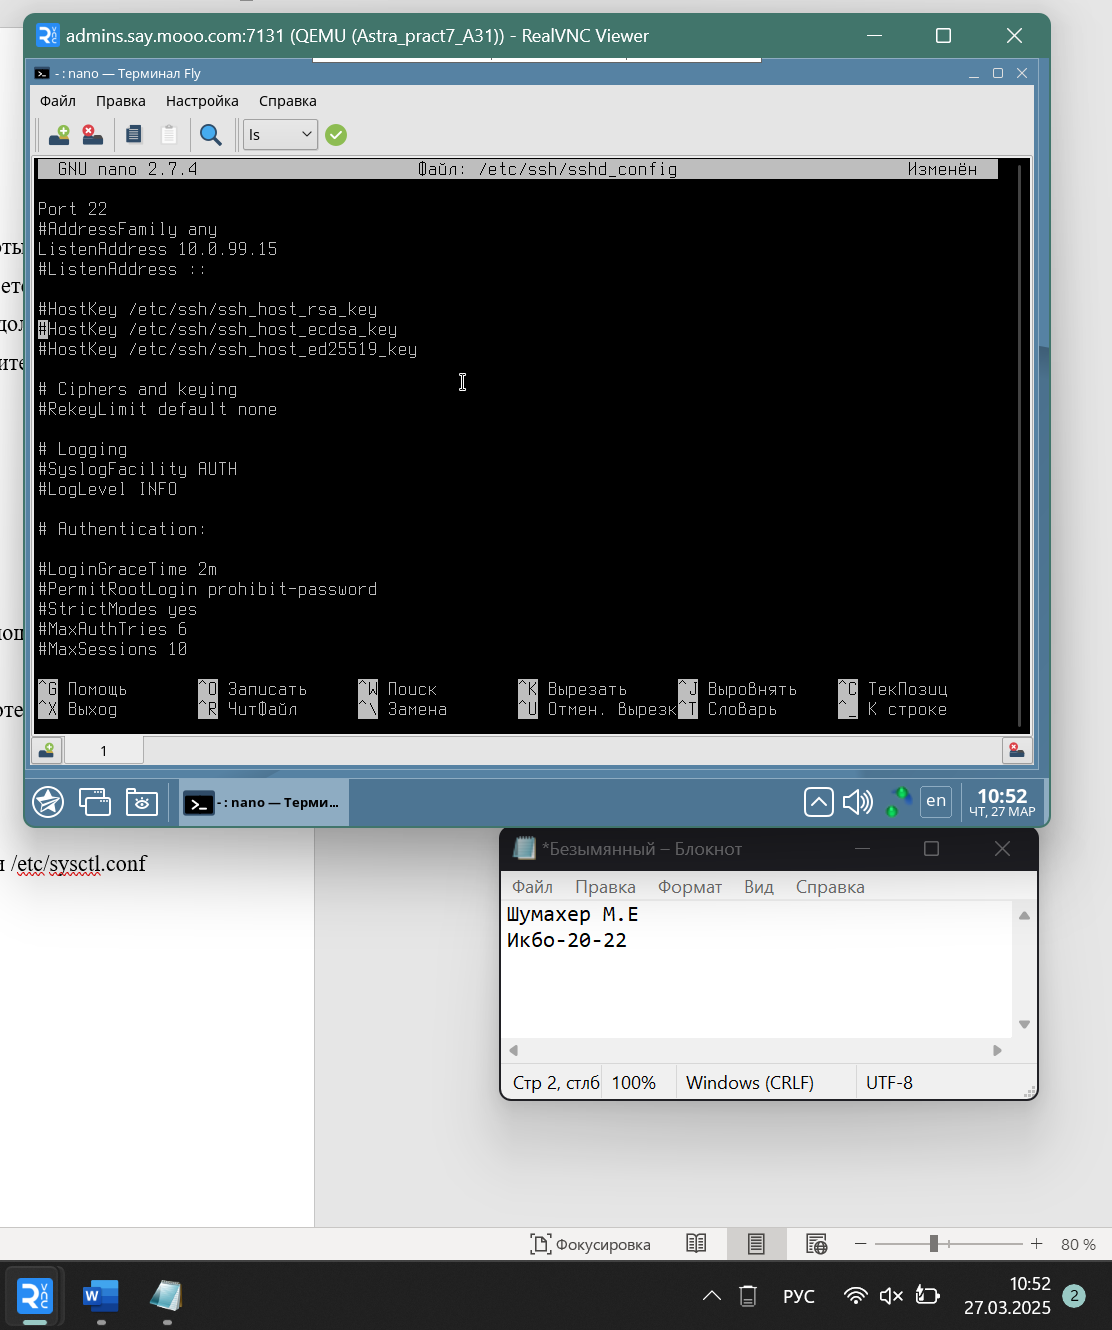 admins.say.mooo.com:7131 (QEMU (Astra_pract7_A31)) - RealVNC Viewer
- : nano — Терминал Fly
Файл Правка Настройка Справка
ls
GNU nano 2.7.4 Файл: /etc/ssh/sshd_config Изменён
Port 22
#AddressFamily any
ListenAddress 10.0.99.15
#ListenAddress ::
#HostKey /etc/ssh/ssh_host_rsa_key
#HostKey /etc/ssh/ssh_host_ecdsa_key
#HostKey /etc/ssh/ssh_host_ed25519_key
# Ciphers and keying
#RekeyLimit default none
# Logging
#SyslogFacility AUTH
#LogLevel INFO
# Authentication:
#LoginGraceTime 2m
#PermitRootLogin prohibit-password
#StrictModes yes
#MaxAuthTries 6
#MaxSessions 10
^G Помощь ^O Записать ^W Поиск ^K Вырезать ^J Выровнять ^C ТекПозиц
^X Выход ^R ЧитФайл ^\ Замена ^U Отмен. вырезк ^T Словарь ^_ К строке
1
- : nano — Терми...
en
10:52
ЧТ, 27 МАР
/etc/sysctl.conf
*Безымянный – Блокнот
Файл Правка Формат Вид Справка
Шумахер М.Е
Икбо-20-22
Стр 2, стлб 100% Windows (CRLF) UTF-8
Фокусировка 80 %
РУС
10:52
27.03.2025
2